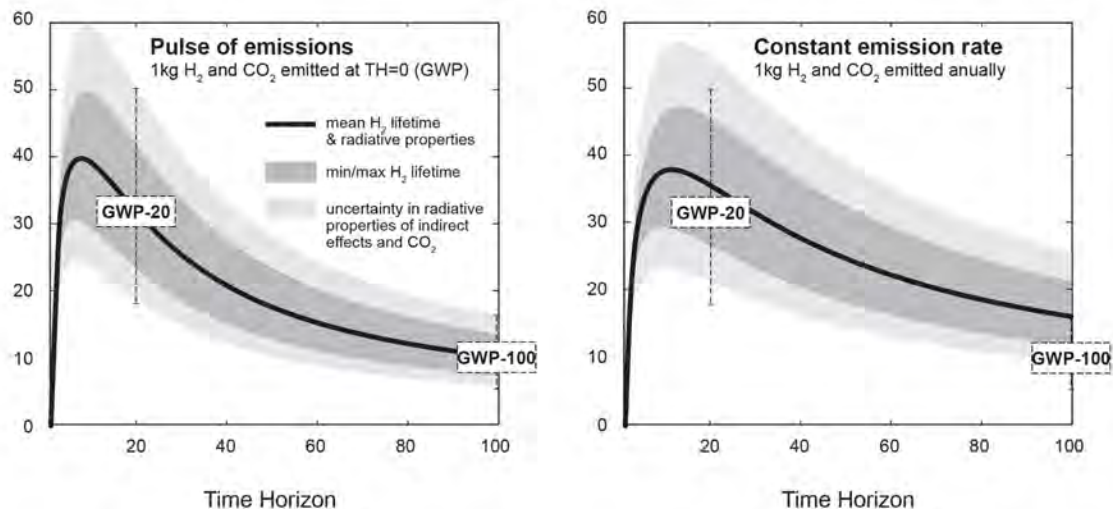 Pulse of emissions
1kg H₂ and CO₂ emitted at TH=0 (GWP)
mean H₂ lifetime
& radiative properties
min/max H₂ lifetime
uncertainty in radiative
properties of indirect
effects and CO₂
GWP-20
GWP-100
60
50
40
30
20
10
0
20
40
60
80
100
Time Horizon
Constant emission rate
1kg H₂ and CO₂ emitted anually
GWP-20
GWP-100
60
50
40
30
20
10
0
20
40
60
80
100
Time Horizon